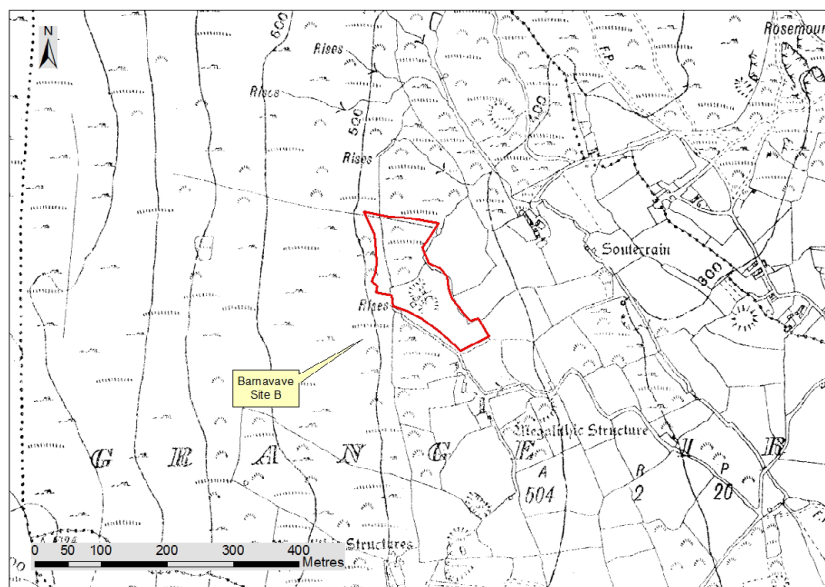 N
600
Rises
Rosemount
F.P.
Rises
500
400
Rises
Souterrain
300
Rises
Barnavave
Site B
Megalithic Structure
G R A N G E
U R
A R P
504 2 20
0 50 100 200 300 400
Metres
Structures